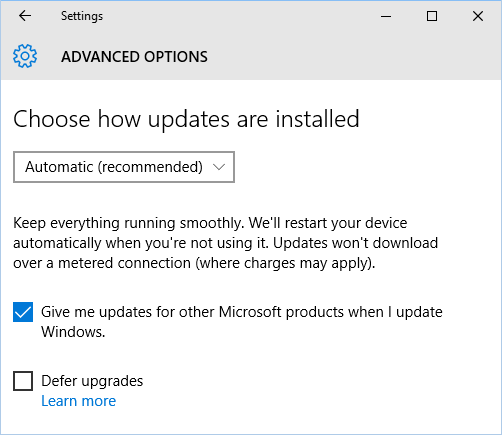 Settings
ADVANCED OPTIONS
Choose how updates are installed
Automatic (recommended)
Keep everything running smoothly. We'll restart your device
automatically when you're not using it. Updates won't download
over a metered connection (where charges may apply).
Give me updates for other Microsoft products when I update
Windows.
Defer upgrades
Learn more